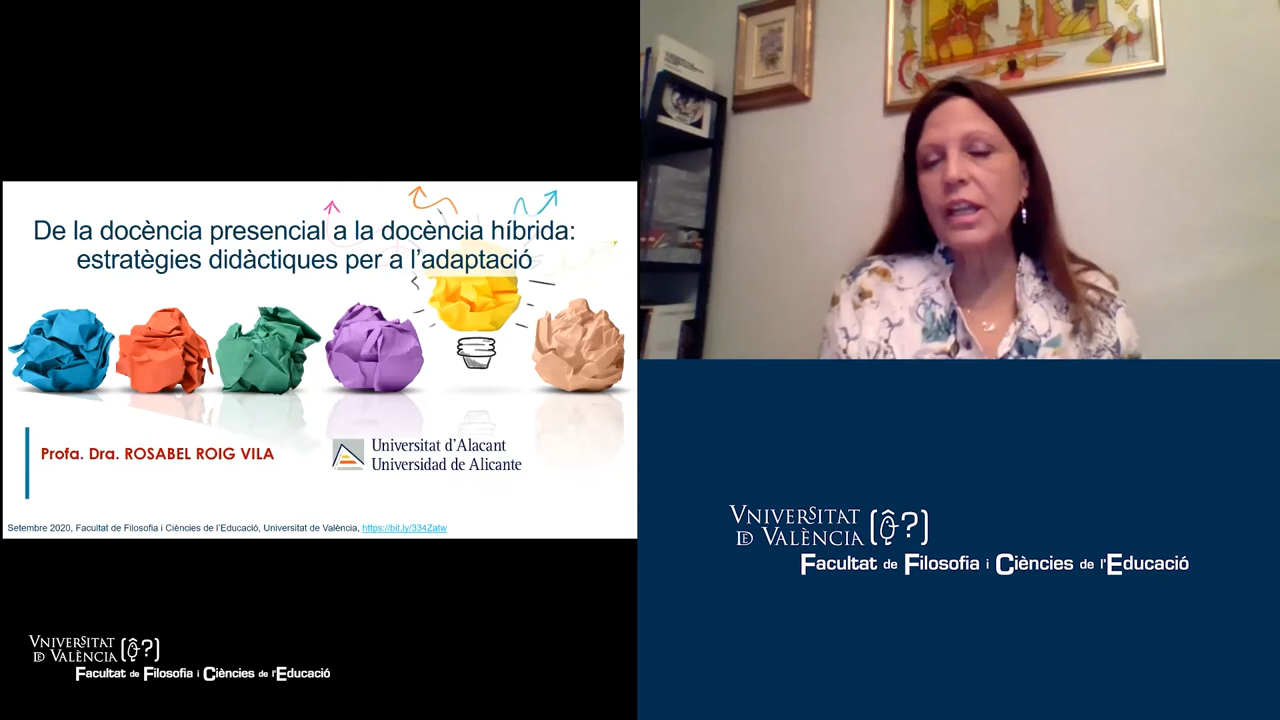 De la docència presencial a la docència híbrida:
estratègies didàctiques per a l'adaptació
Profa. Dra. ROSABEL ROIG VILA
Universitat d'Alacant
Universidad de Alicante
Setembre 2020, Facultat de Filosofia i Ciències de l'Educació, Universitat de València, https://bit.ly/334Zatw
VNIVERSITAT
DE VALÈNCIA
Facultat de Filosofia i Ciències de l'Educació
VNIVERSITAT
DE VALÈNCIA
Facultat de Filosofia i Ciències de l'Educació